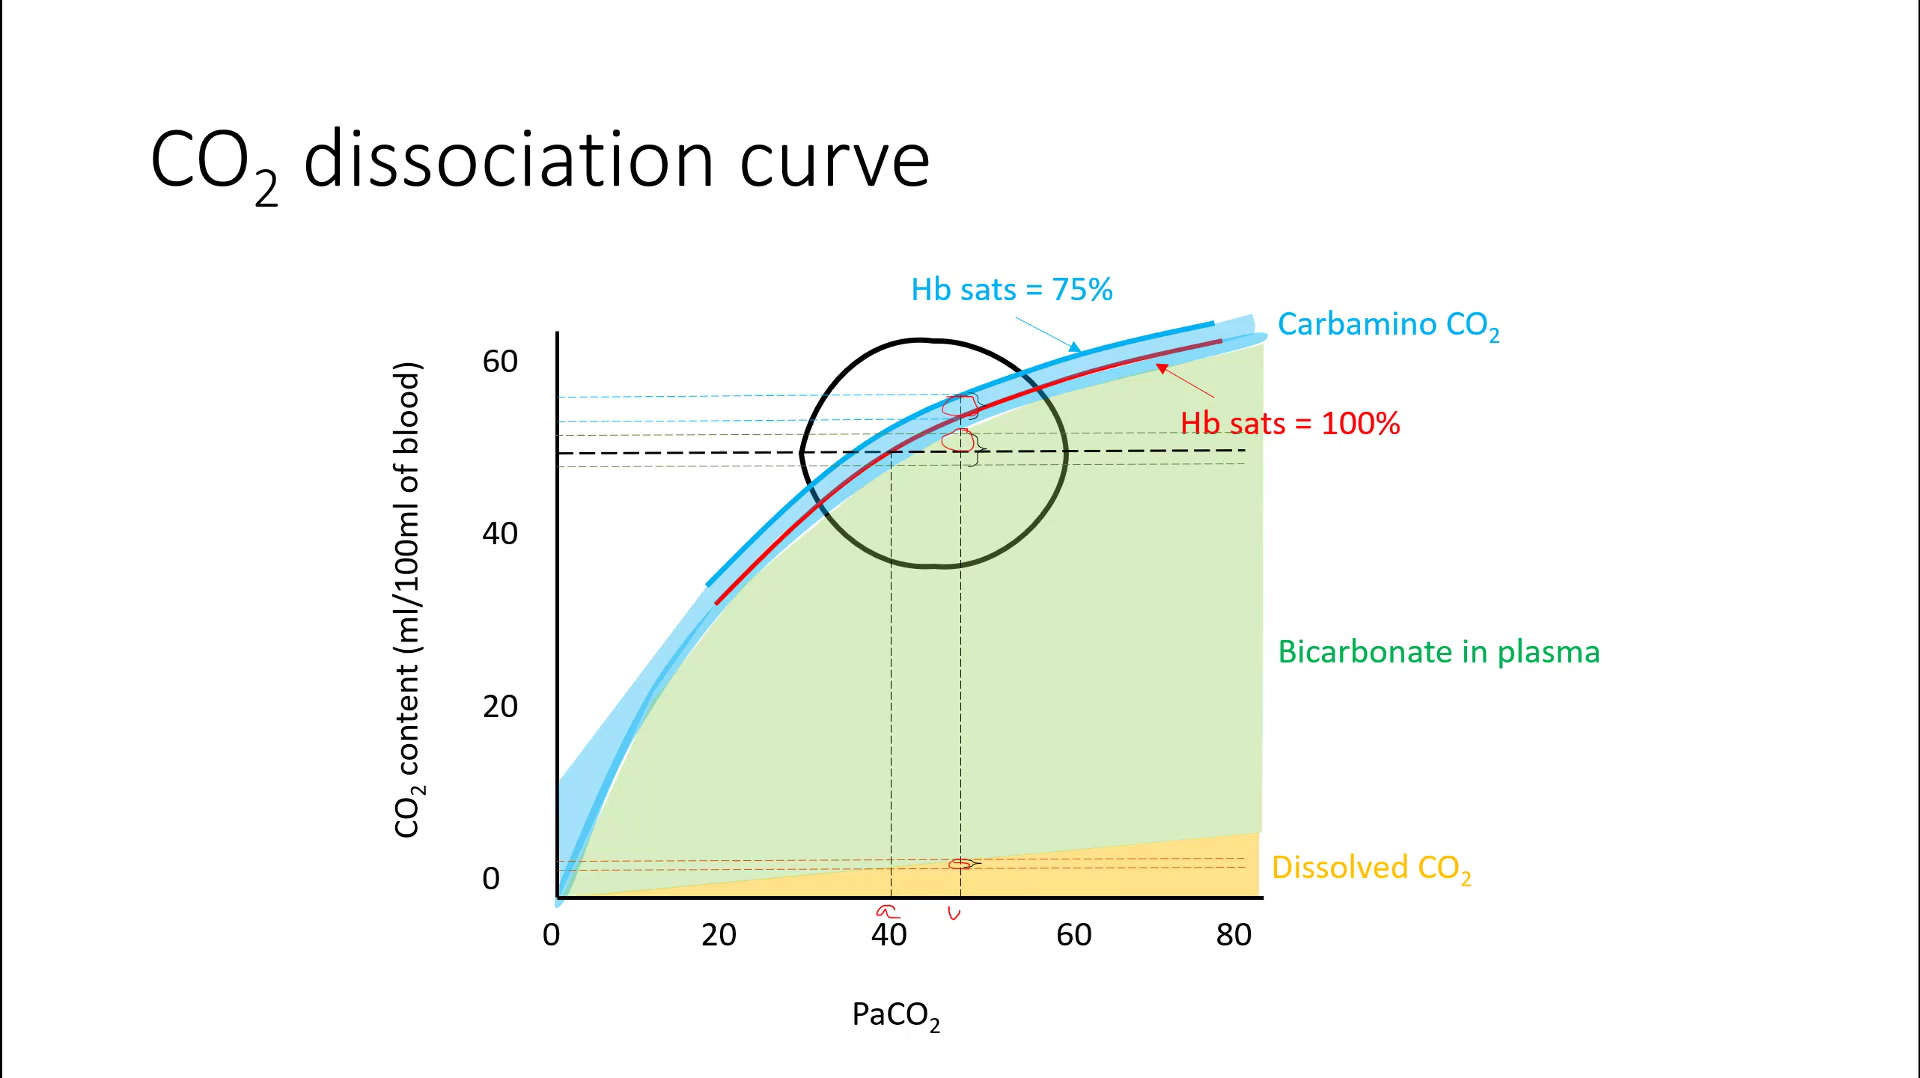 CO₂ dissociation curve
Hb sats = 75%
Carbamino CO₂
Hb sats = 100%
CO₂ content (ml/100ml of blood)
60
40
20
0
Bicarbonate in plasma
Dissolved CO₂
a v
0 20 40 60 80
PaCO₂